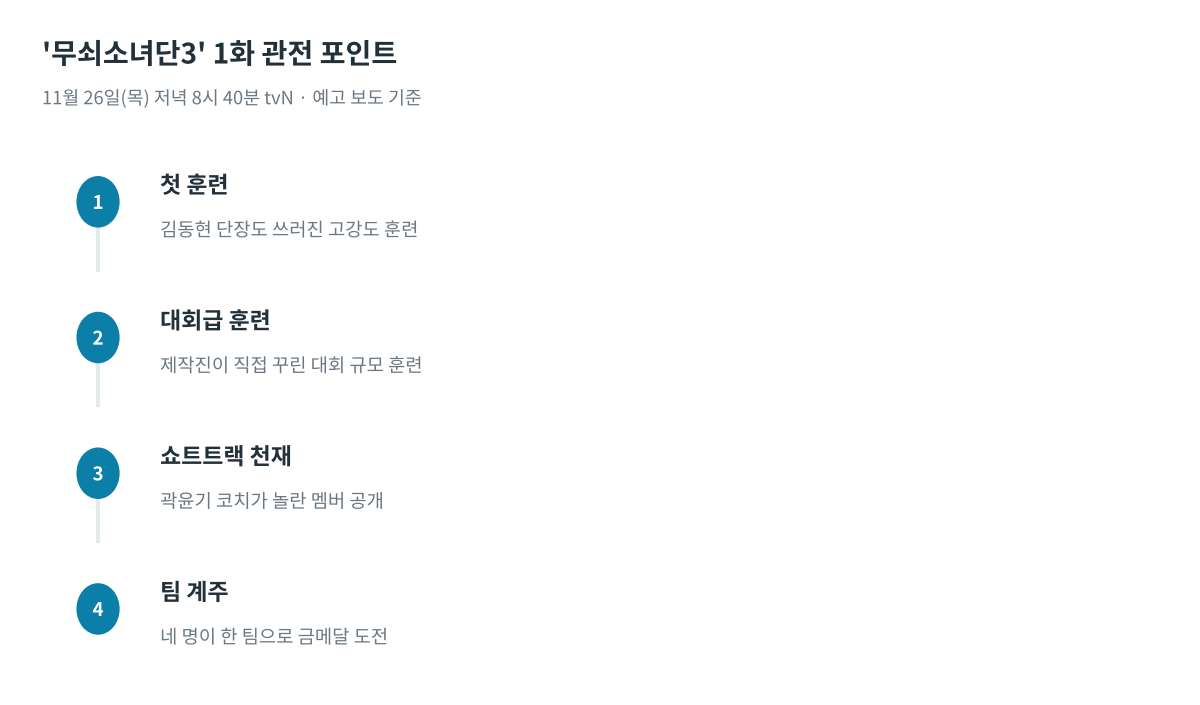 '무쇠소녀단3' 1화 관전 포인트
11월 26일(목) 저녁 8시 40분 tvN · 예고 보도 기준
1
첫 훈련
김동현 단장도 쓰러진 고강도 훈련
2
대회급 훈련
제작진이 직접 꾸린 대회 규모 훈련
3
쇼트트랙 천재
곽윤기 코치가 놀란 멤버 공개
4
팀 계주
네 명이 한 팀으로 금메달 도전